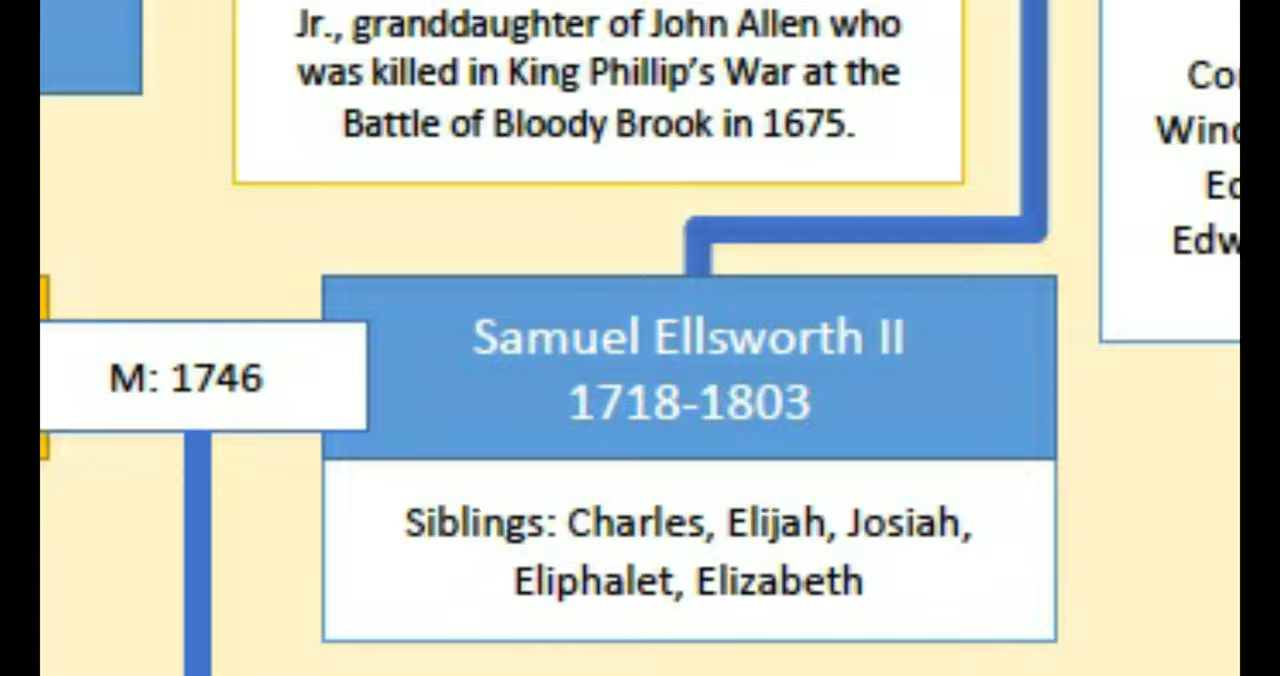 Jr., granddaughter of John Allen who
was killed in King Phillip's War at the
Battle of Bloody Brook in 1675.
M: 1746
Samuel Ellsworth II
1718-1803
Siblings: Charles, Elijah, Josiah,
Eliphalet, Elizabeth